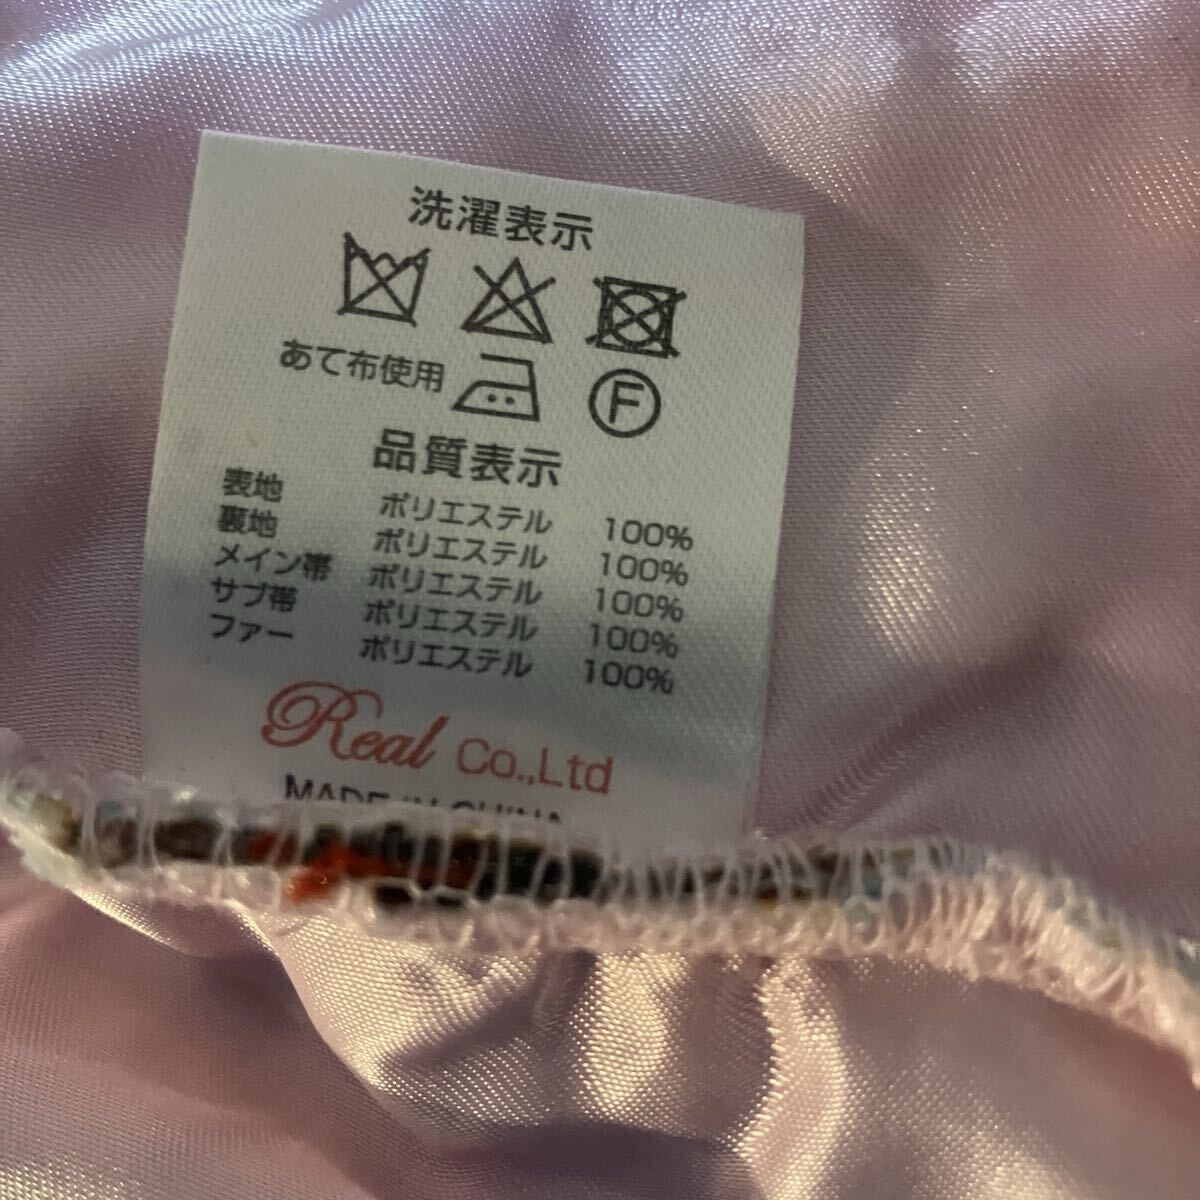 洗濯表示
あて布使用
F
品質表示
表地 ポリエステル 100%
裏地 ポリエステル 100%
メイン帯 ポリエステル 100%
サブ帯 ポリエステル 100%
ファー ポリエステル 100%
Real Co.,Ltd
MADE IN CHINA